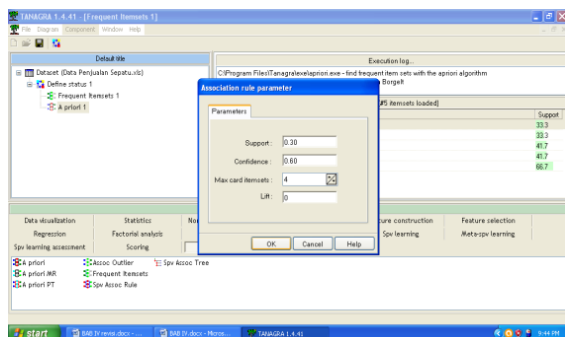 TANAGRA 1.4.41 - [Frequent Itemsets 1]
File Diagram Component Window Help
Default title
Dataset (Data Penjualan Sepatu.xls)
Define status 1
Frequent Itemsets 1
A priori 1
Execution log...
C:\Program Files\Tanagra\exe\apriori.exe - find frequent item sets with the apriori algorithm
Borgelt
#5 itemsets loaded]
Support
33.3
33.3
41.7
41.7
66.7
Association rule parameter
Parameters
Support : 0.30
Confidence : 0.60
Max card itemsets : 4
Lift : 0
OK Cancel Help
Data visualization Statistics ure construction Feature selection
Regression Factorial analysis Spv learning Meta-spv learning
Spv learning assessment Scoring
A priori Assoc Outlier Spv Assoc Tree
A priori MR Frequent Itemsets
A priori PT Spv Assoc Rule
start BAB IV revisi.docx - ... BAB IV.docx - Micros... TANAGRA 1.4.41 9:44 PM